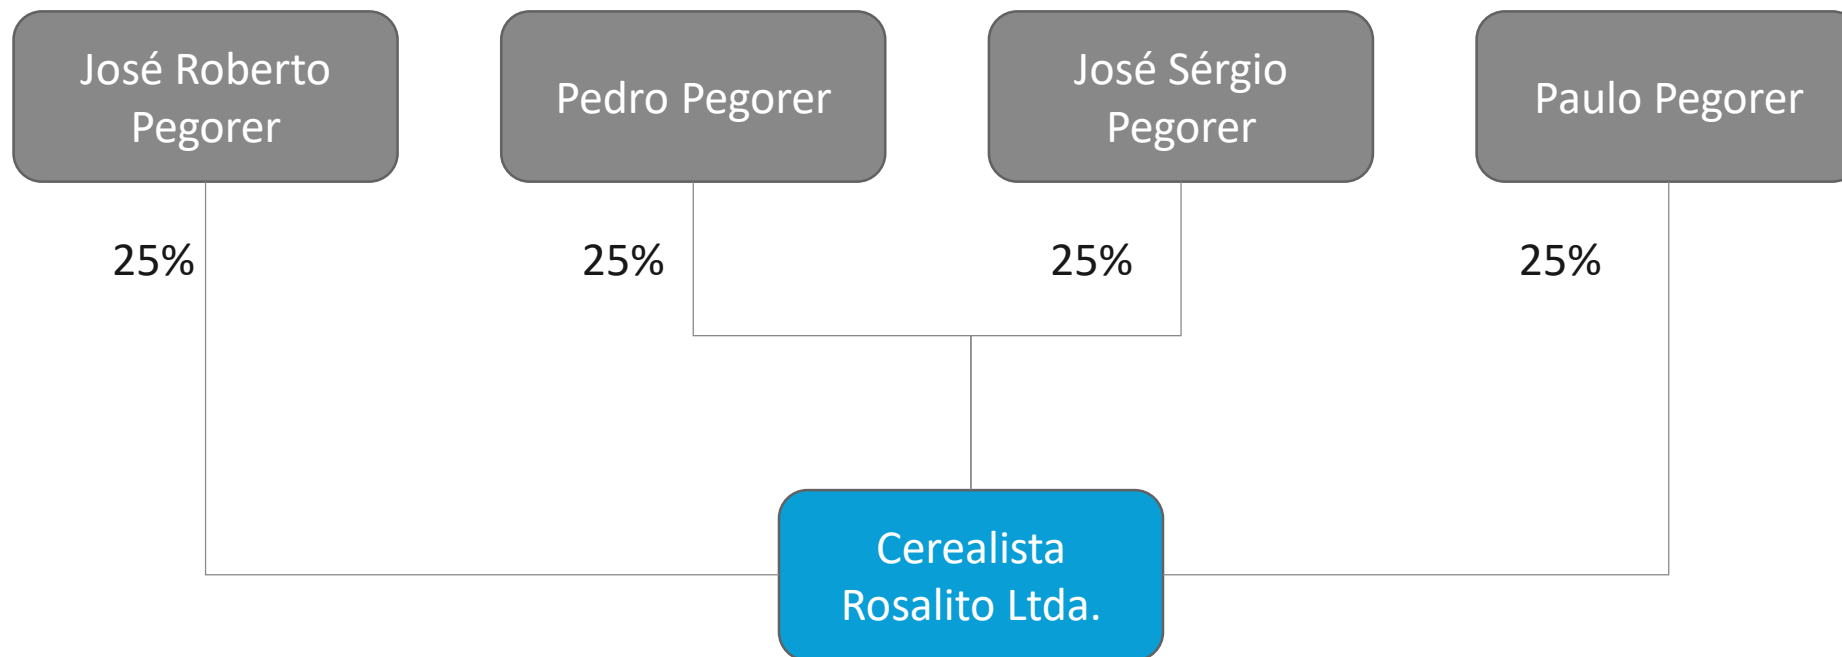 José Roberto
Pegorer
Pedro Pegorer
José Sérgio
Pegorer
Paulo Pegorer
25%
25%
25%
25%
Cerealista
Rosalito Ltda.